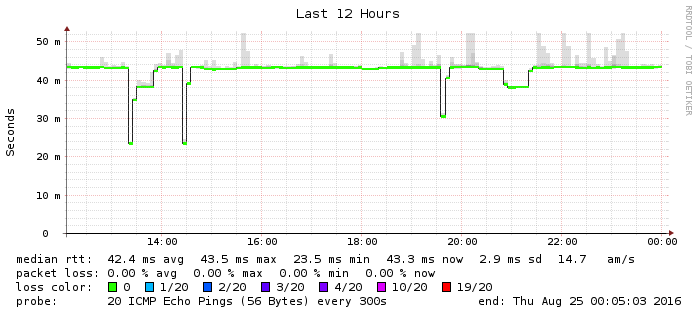 Last 12 Hours
RRDTOOL / TOBI OETIKER
Seconds
50 m
40 m
30 m
20 m
10 m
0
14:00 16:00 18:00 20:00 22:00 00:00
median rtt: 42.4 ms avg 43.5 ms max 23.5 ms min 43.3 ms now 2.9 ms sd 14.7 am/s
packet loss: 0.00 % avg 0.00 % max 0.00 % min 0.00 % now
loss color: 0 1/20 2/20 3/20 4/20 10/20 19/20
probe: 20 ICMP Echo Pings (56 Bytes) every 300s end: Thu Aug 25 00:05:03 2016